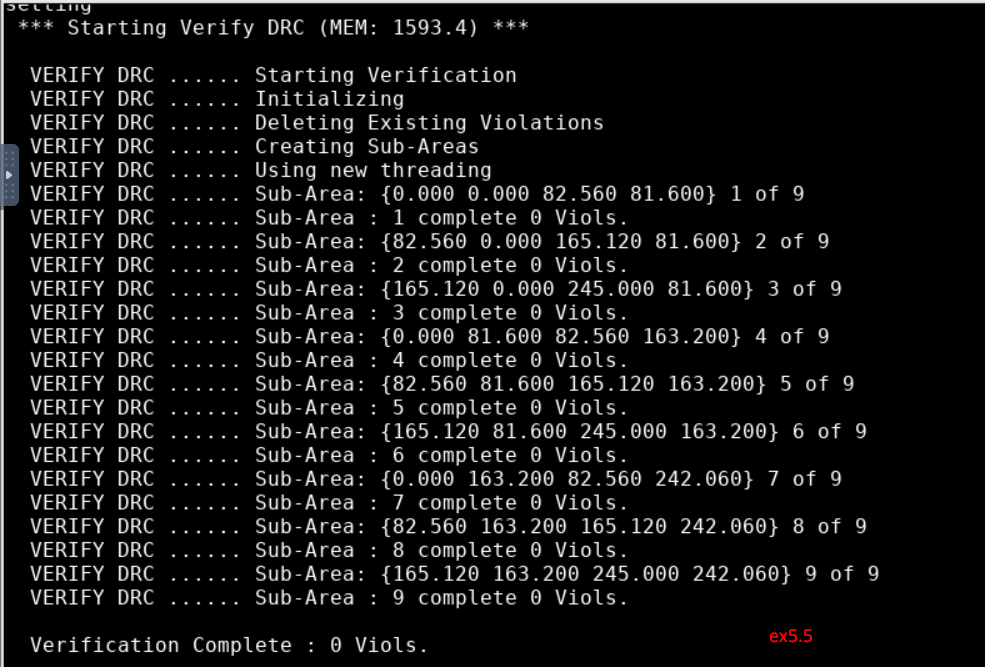 setting
*** Starting Verify DRC (MEM: 1593.4) ***
VERIFY DRC ...... Starting Verification
VERIFY DRC ...... Initializing
VERIFY DRC ...... Deleting Existing Violations
VERIFY DRC ...... Creating Sub-Areas
VERIFY DRC ...... Using new threading
VERIFY DRC ...... Sub-Area: {0.000 0.000 82.560 81.600} 1 of 9
VERIFY DRC ...... Sub-Area : 1 complete 0 Viols.
VERIFY DRC ...... Sub-Area: {82.560 0.000 165.120 81.600} 2 of 9
VERIFY DRC ...... Sub-Area : 2 complete 0 Viols.
VERIFY DRC ...... Sub-Area: {165.120 0.000 245.000 81.600} 3 of 9
VERIFY DRC ...... Sub-Area : 3 complete 0 Viols.
VERIFY DRC ...... Sub-Area: {0.000 81.600 82.560 163.200} 4 of 9
VERIFY DRC ...... Sub-Area : 4 complete 0 Viols.
VERIFY DRC ...... Sub-Area: {82.560 81.600 165.120 163.200} 5 of 9
VERIFY DRC ...... Sub-Area : 5 complete 0 Viols.
VERIFY DRC ...... Sub-Area: {165.120 81.600 245.000 163.200} 6 of 9
VERIFY DRC ...... Sub-Area : 6 complete 0 Viols.
VERIFY DRC ...... Sub-Area: {0.000 163.200 82.560 242.060} 7 of 9
VERIFY DRC ...... Sub-Area : 7 complete 0 Viols.
VERIFY DRC ...... Sub-Area: {82.560 163.200 165.120 242.060} 8 of 9
VERIFY DRC ...... Sub-Area : 8 complete 0 Viols.
VERIFY DRC ...... Sub-Area: {165.120 163.200 245.000 242.060} 9 of 9
VERIFY DRC ...... Sub-Area : 9 complete 0 Viols.
Verification Complete : 0 Viols.
ex5.5